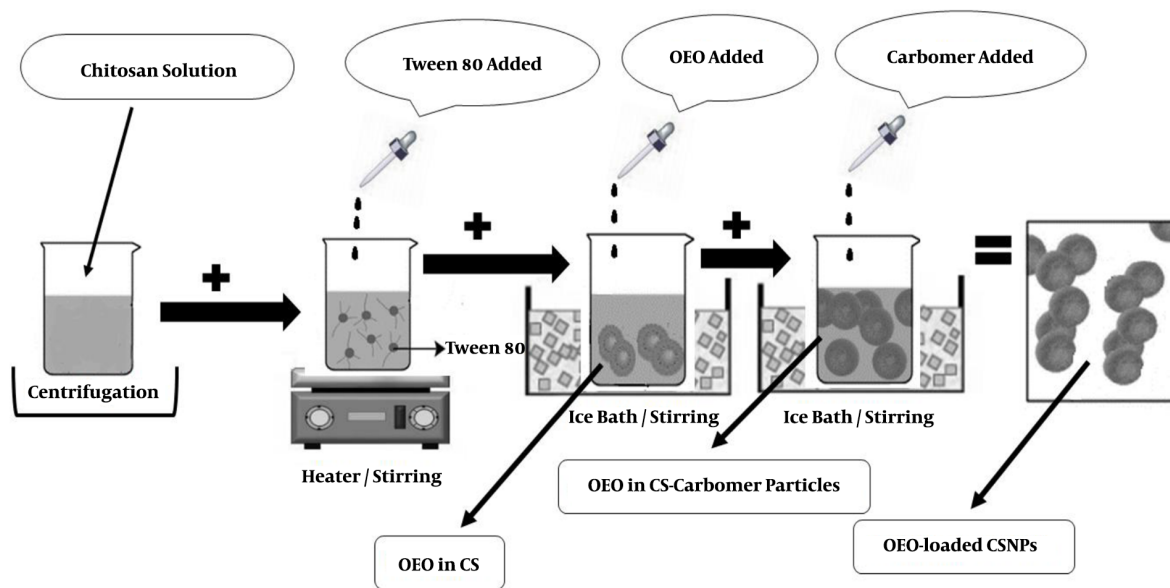 Chitosan Solution
Tween 80 Added
OEO Added
Carbomer Added
Tween 80
Centrifugation
Heater / Stirring
Ice Bath / Stirring
Ice Bath / Stirring
OEO in CS-Carbomer Particles
OEO in CS
OEO-loaded CSNPs